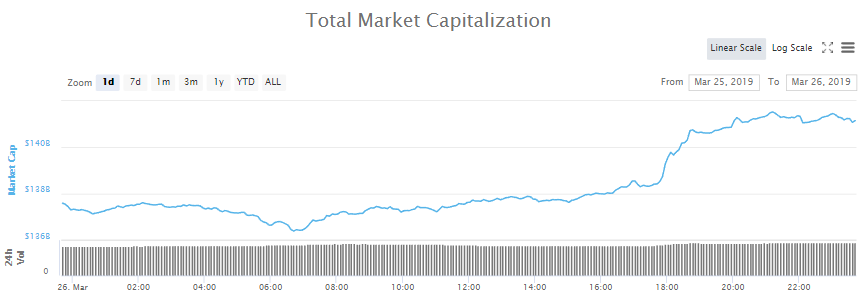 Total Market Capitalization
Linear Scale Log Scale
Zoom 1d 7d 1m 3m 1y YTD ALL From Mar 25, 2019 To Mar 26, 2019
Market Cap
$140B
$138B
$136B
24h Vol
0
26. Mar 02:00 04:00 06:00 08:00 10:00 12:00 14:00 16:00 18:00 20:00 22:00